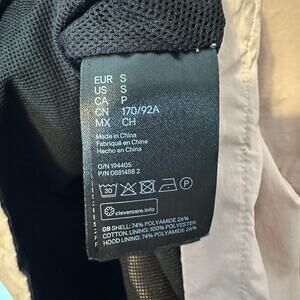 EUR S
US S
CA P
CN 170/92A
MX CH
Made in China
Fabriqué en Chine
Hecho en China
O/N 194405
P/N 0881488 2
30
P
clevercare.info
GB SHELL: 74% POLYAMIDE 26%
COTTON. LINING: 100% POLYESTER
HOOD LINING: 74% POLYAMIDE 26%